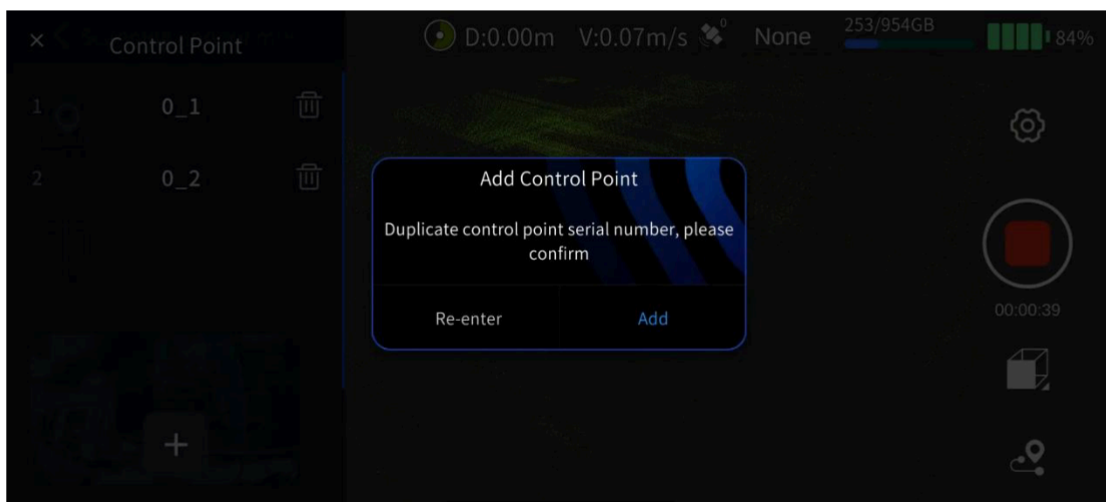 Control Point
D:0.00m V:0.07m/s 0 None 253/954GB 84%
1 0_1
2 0_2
Add Control Point
Duplicate control point serial number, please
confirm
Re-enter Add
00:00:39